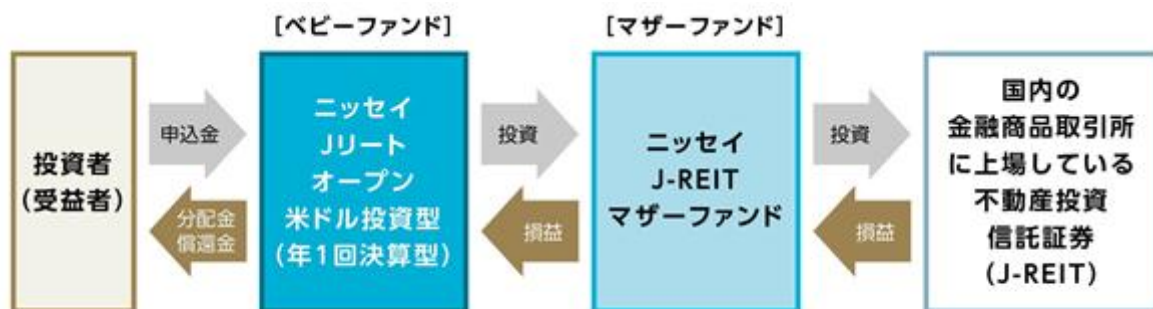 [ベビーファンド]
[マザーファンド]
投資者
(受益者)
申込金
分配金
償還金
ニッセイ
Jリート
オープン
米ドル投資型
(年1回決算型)
投資
損益
ニッセイ
J-REIT
マザーファンド
投資
損益
国内の
金融商品取引所
に上場している
不動産投資
信託証券
(J-REIT)